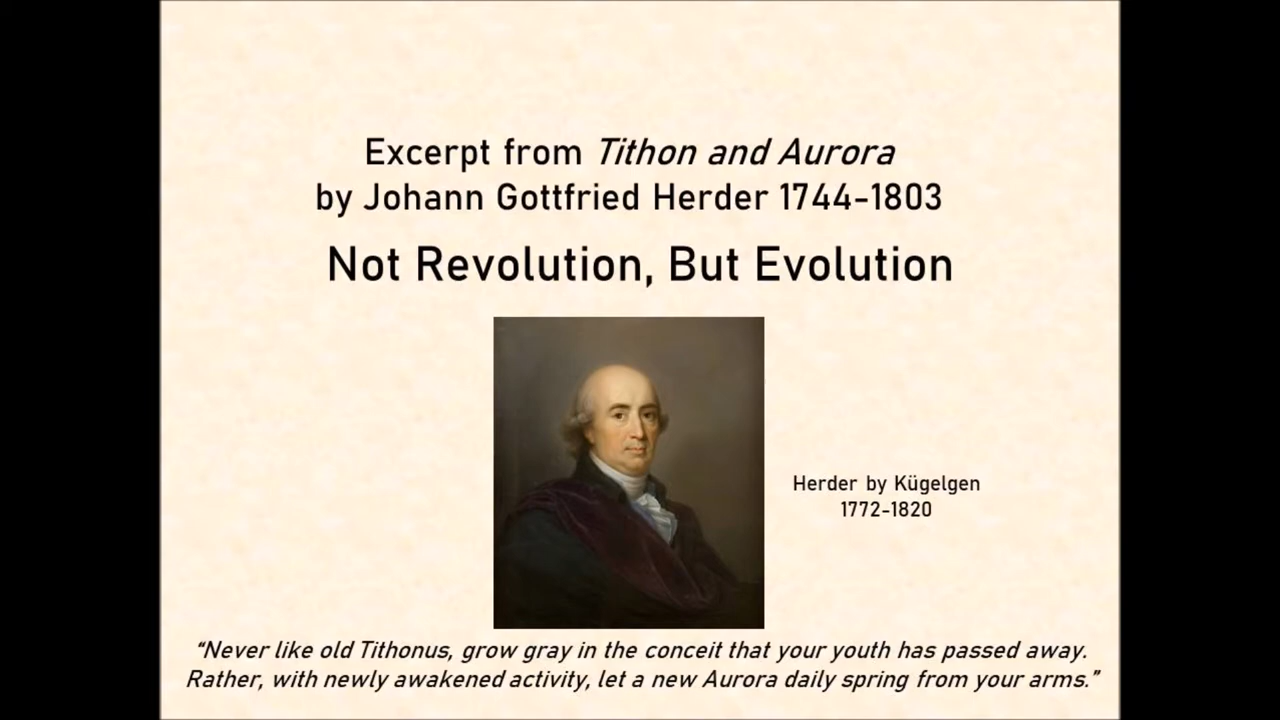 Excerpt from Tithon and Aurora
by Johann Gottfried Herder 1744-1803
Not Revolution, But Evolution
Herder by Kügelgen
1772-1820
“Never like old Tithonus, grow gray in the conceit that your youth has passed away.
Rather, with newly awakened activity, let a new Aurora daily spring from your arms.”